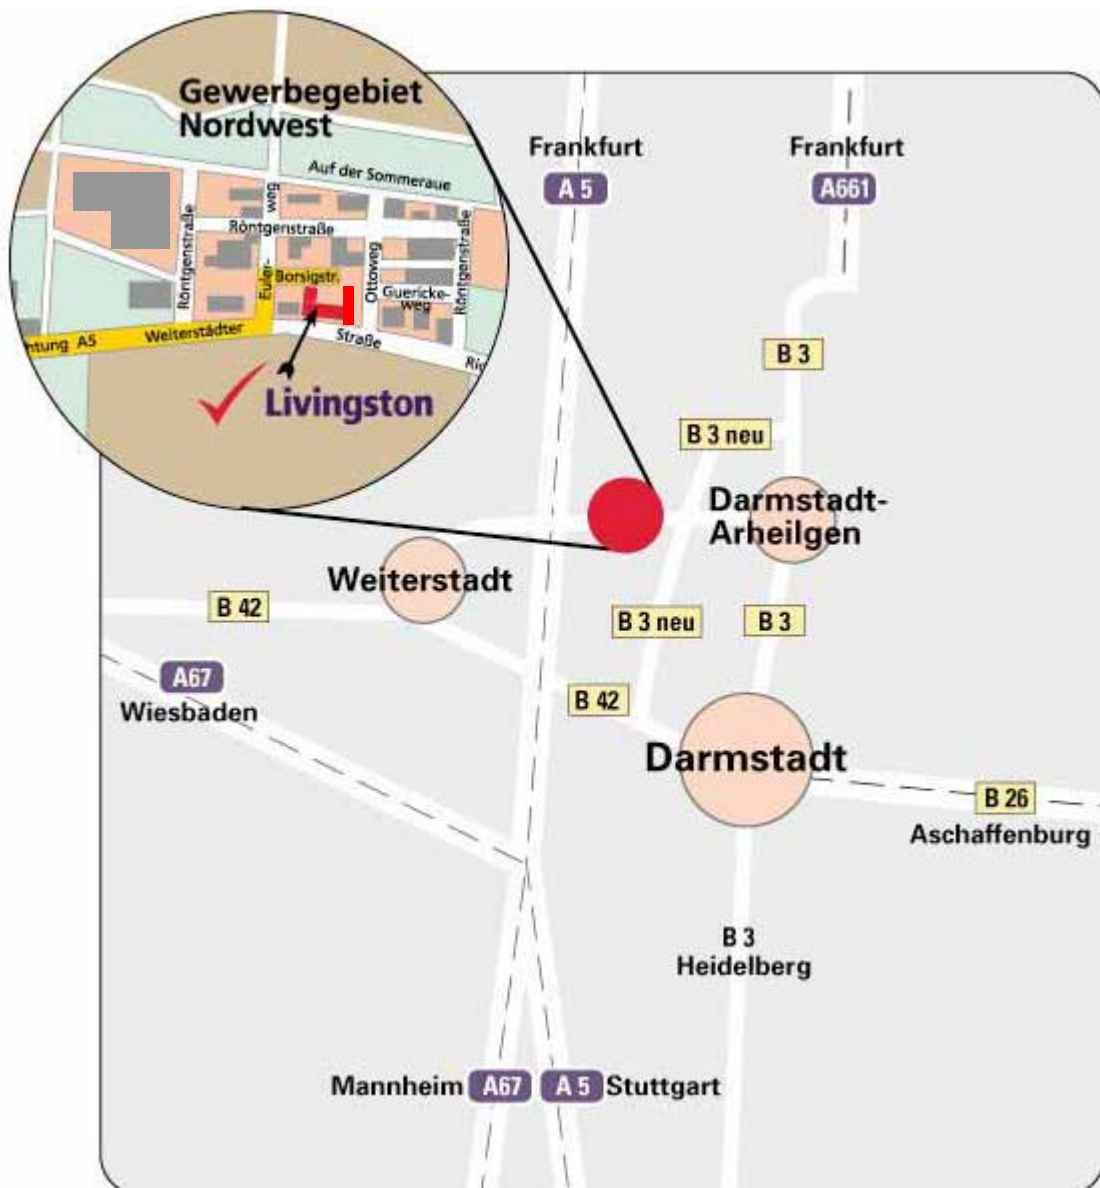 Gewerbegebiet
Nordwest
Auf der Sommeraue
weg
Röntgenstraße
Röntgenstraße
Röntgenstraße
Euler-
Borsigstr.
Ottoweg
Guericke-
weg
htung A5
Weiterstädter
Straße
Ric
Livingston
Frankfurt
A 5
Frankfurt
A661
B 3
B 3 neu
Darmstadt-
Arheilgen
Weiterstadt
B 42
B 3 neu
B 3
A67
Wiesbaden
B 42
Darmstadt
B 26
Aschaffenburg
B 3
Heidelberg
Mannheim A67 A 5 Stuttgart